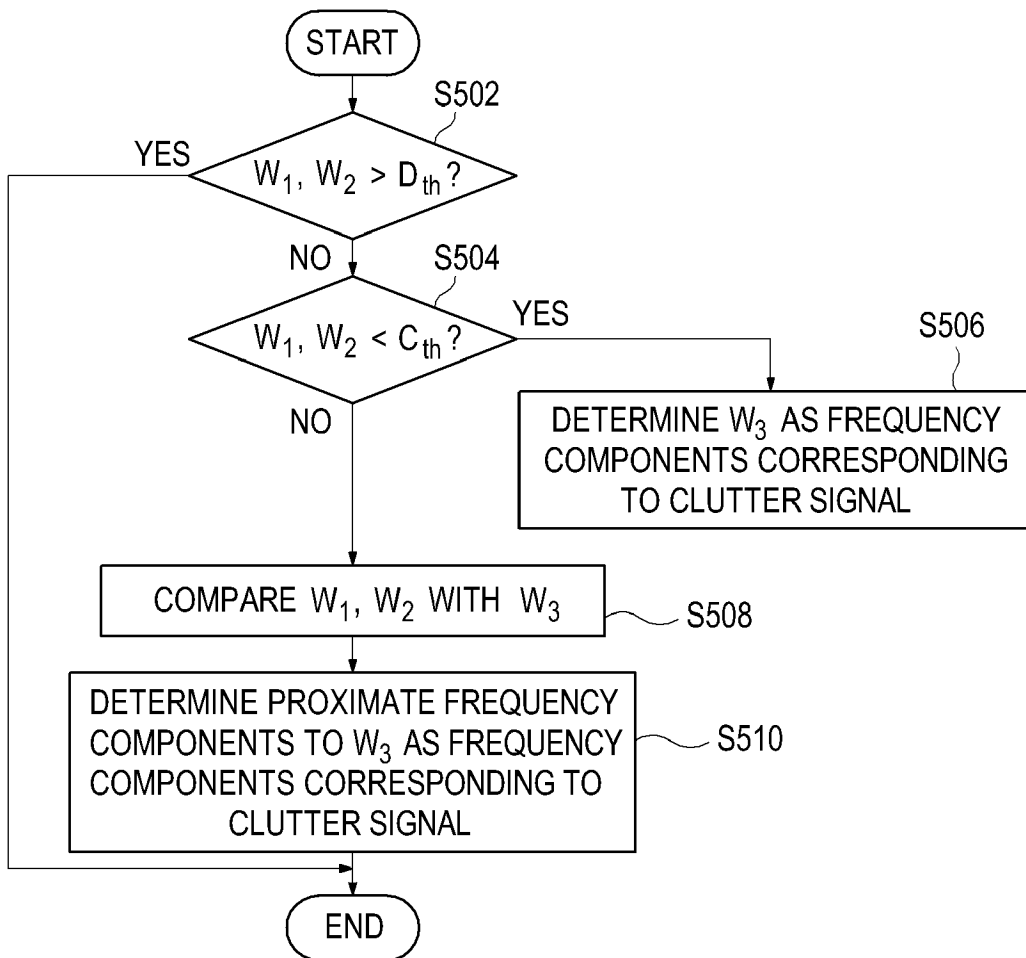 START
S502
YES
W₁, W₂ > Dth?
NO
S504
W₁, W₂ < Cth?
YES
S506
NO
DETERMINE W₃ AS FREQUENCY
COMPONENTS CORRESPONDING
TO CLUTTER SIGNAL
COMPARE W₁, W₂ WITH W₃
S508
DETERMINE PROXIMATE FREQUENCY
COMPONENTS TO W₃ AS FREQUENCY
COMPONENTS CORRESPONDING TO
CLUTTER SIGNAL
S510
END